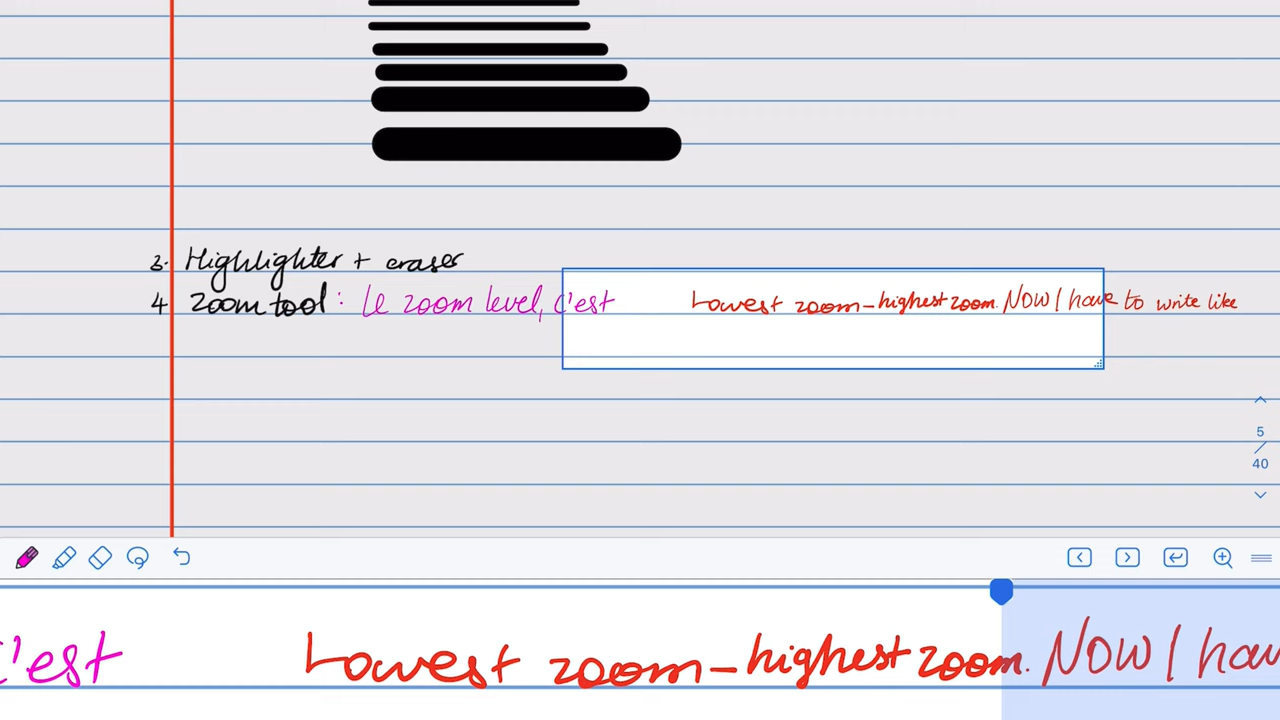 3. Highlighter + eraser
4 Zoom tool: Le zoom level, c'est Lowest zoom-highest zoom. Now I have to write like
5
/
40
c'est Lowest zoom-highest zoom. Now I hav